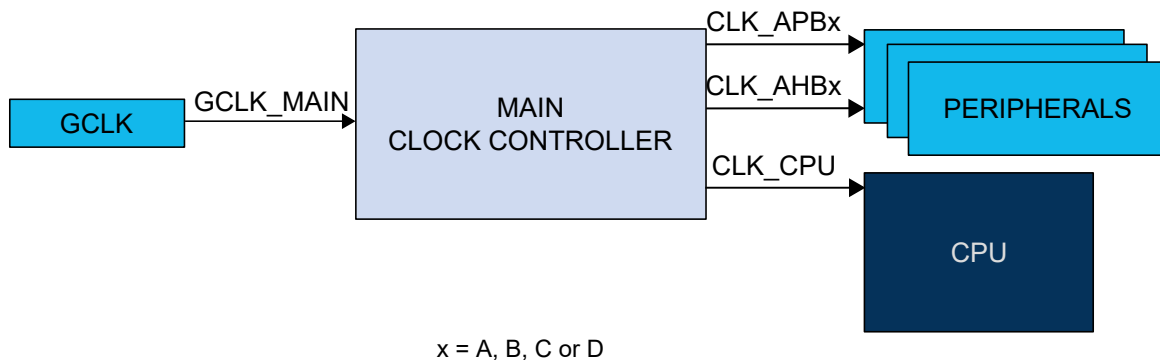 CLK_APBx
GCLK_MAIN
CLK_AHBx
GCLK
MAIN
CLOCK CONTROLLER
PERIPHERALS
CLK_CPU
CPU
x = A, B, C or D